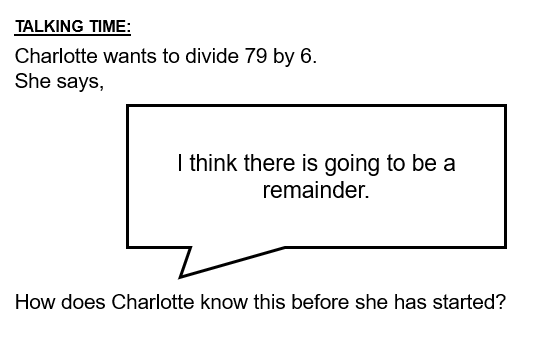 TALKING TIME:
Charlotte wants to divide 79 by 6.
She says,
I think there is going to be a
remainder.
How does Charlotte know this before she has started?